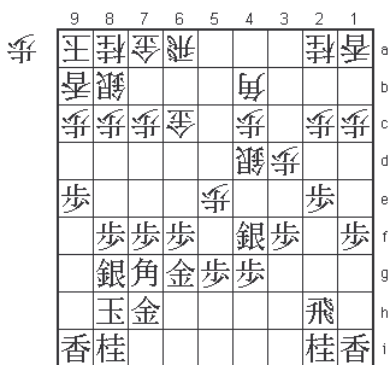 9 8 7 6 5 4 3 2 1
歩 王 桂 金 飛 桂 香 a
香 銀 角 b
歩 歩 歩 金 歩 歩 歩 c
銀 歩 d
歩 歩 歩 e
歩 歩 歩 銀 歩 歩 f
銀 角 金 歩 歩 g
玉 金 飛 h
香 桂 桂 香 i